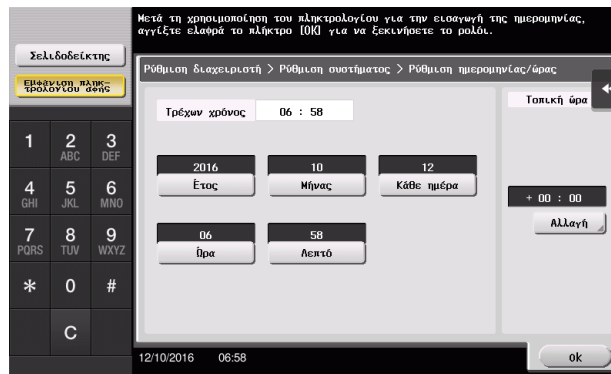 Μετά τη χρησιμοποίηση του πληκτρολογίου για την εισαγωγή της ημερομηνίας,
αγγίξτε ελαφρά το πλήκτρο [OK] για να ξεκινήσετε το ρολόι.
Σελιδοδείκτης
Εμφάνιση πληκ-
τρολογίου αφής
Ρύθμιση διαχειριστή > Ρύθμιση συστήματος > Ρύθμιση ημερομηνίας/ώρας
Τρέχων χρόνος 06 : 58
Τοπική ώρα
2016 10 12
Έτος Μήνας Κάθε ημέρα
+ 00 : 00
Αλλαγή
06 58
Ώρα Λεπτό
1 2 3
ABC DEF
4 5 6
GHI JKL MNO
7 8 9
PQRS TUV WXYZ
* 0 #
C
12/10/2016 06:58
ok